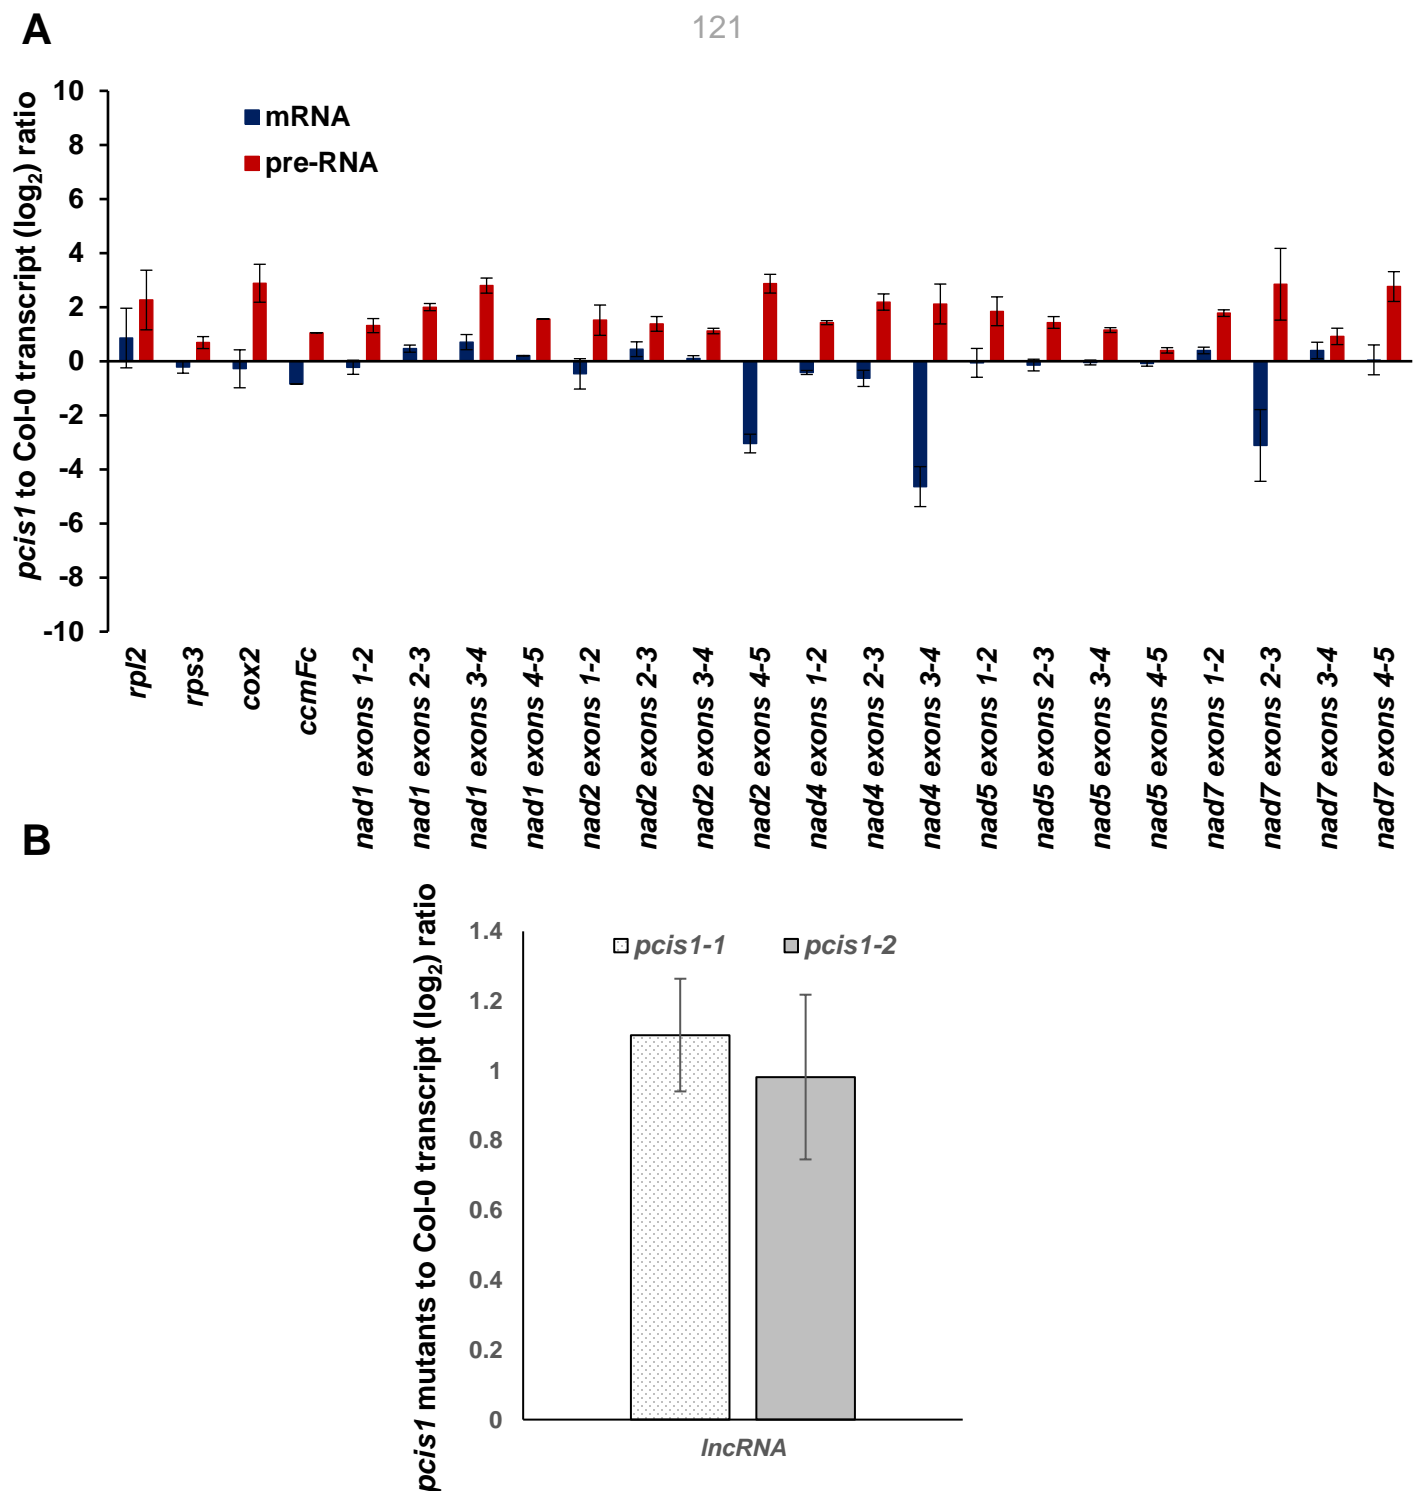 121
A
pcis1 to Col-0 transcript (log2) ratio
10
8
6
4
2
0
-2
-4
-6
-8
-10
mRNA
pre-RNA
rpl2
rps3
cox2
ccmFc
nad1 exons 1-2
nad1 exons 2-3
nad1 exons 3-4
nad1 exons 4-5
nad2 exons 1-2
nad2 exons 2-3
nad2 exons 3-4
nad2 exons 4-5
nad4 exons 1-2
nad4 exons 2-3
nad4 exons 3-4
nad5 exons 1-2
nad5 exons 2-3
nad5 exons 3-4
nad5 exons 4-5
nad7 exons 1-2
nad7 exons 2-3
nad7 exons 3-4
nad7 exons 4-5
B
pcis1 mutants to Col-0 transcript (log2) ratio
1.4
1.2
1
0.8
0.6
0.4
0.2
0
pcis1-1
pcis1-2
lncRNA